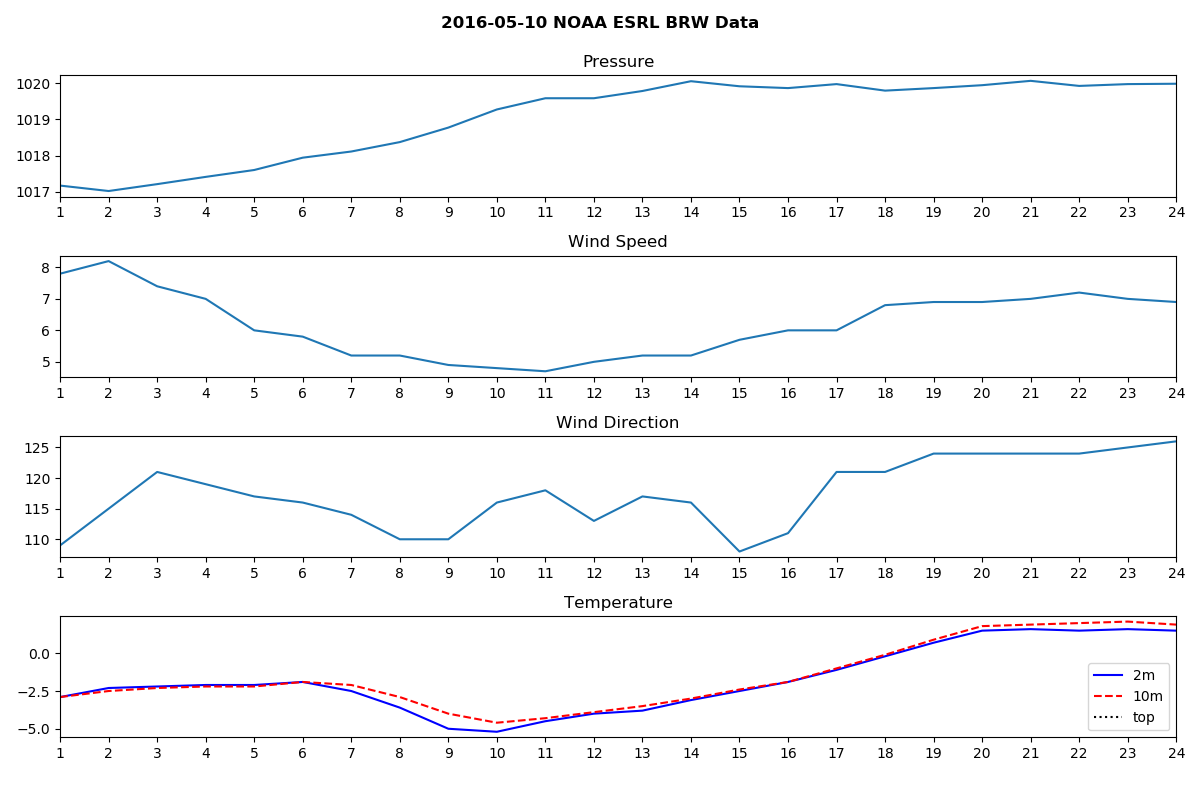 2016-05-10 NOAA ESRL BRW Data
Pressure
1020
1019
1018
1017
1 2 3 4 5 6 7 8 9 10 11 12 13 14 15 16 17 18 19 20 21 22 23 24
Wind Speed
8
7
6
5
1 2 3 4 5 6 7 8 9 10 11 12 13 14 15 16 17 18 19 20 21 22 23 24
Wind Direction
125
120
115
110
1 2 3 4 5 6 7 8 9 10 11 12 13 14 15 16 17 18 19 20 21 22 23 24
Temperature
0.0
−2.5
−5.0
2m
10m
top
1 2 3 4 5 6 7 8 9 10 11 12 13 14 15 16 17 18 19 20 21 22 23 24